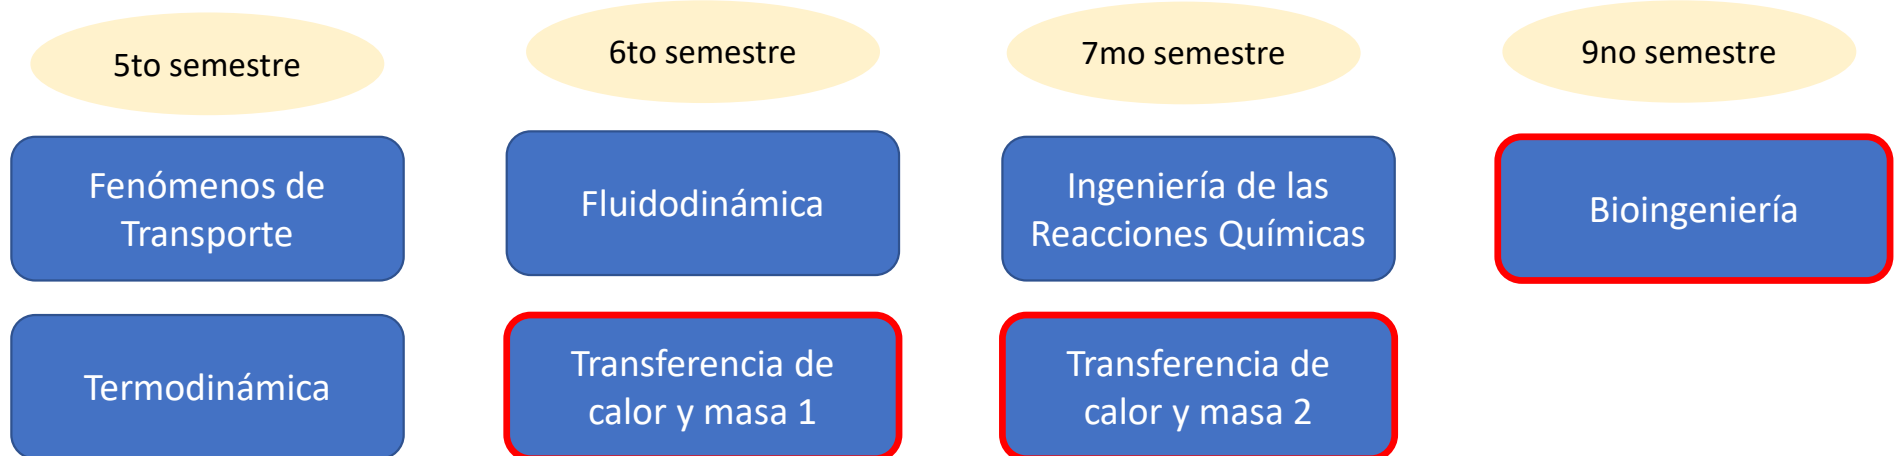 5to semestre
6to semestre
7mo semestre
9no semestre
Fenómenos de
Transporte
Fluidodinámica
Ingeniería de las
Reacciones Químicas
Bioingeniería
Termodinámica
Transferencia de
calor y masa 1
Transferencia de
calor y masa 2